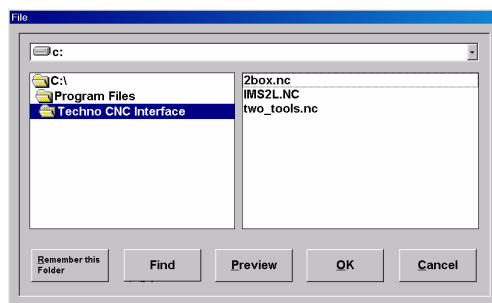 File
c:
C:\
Program Files
Techno CNC Interface
2box.nc
IMS2L.NC
two_tools.nc
Remember this
Folder
Find
Preview
OK
Cancel